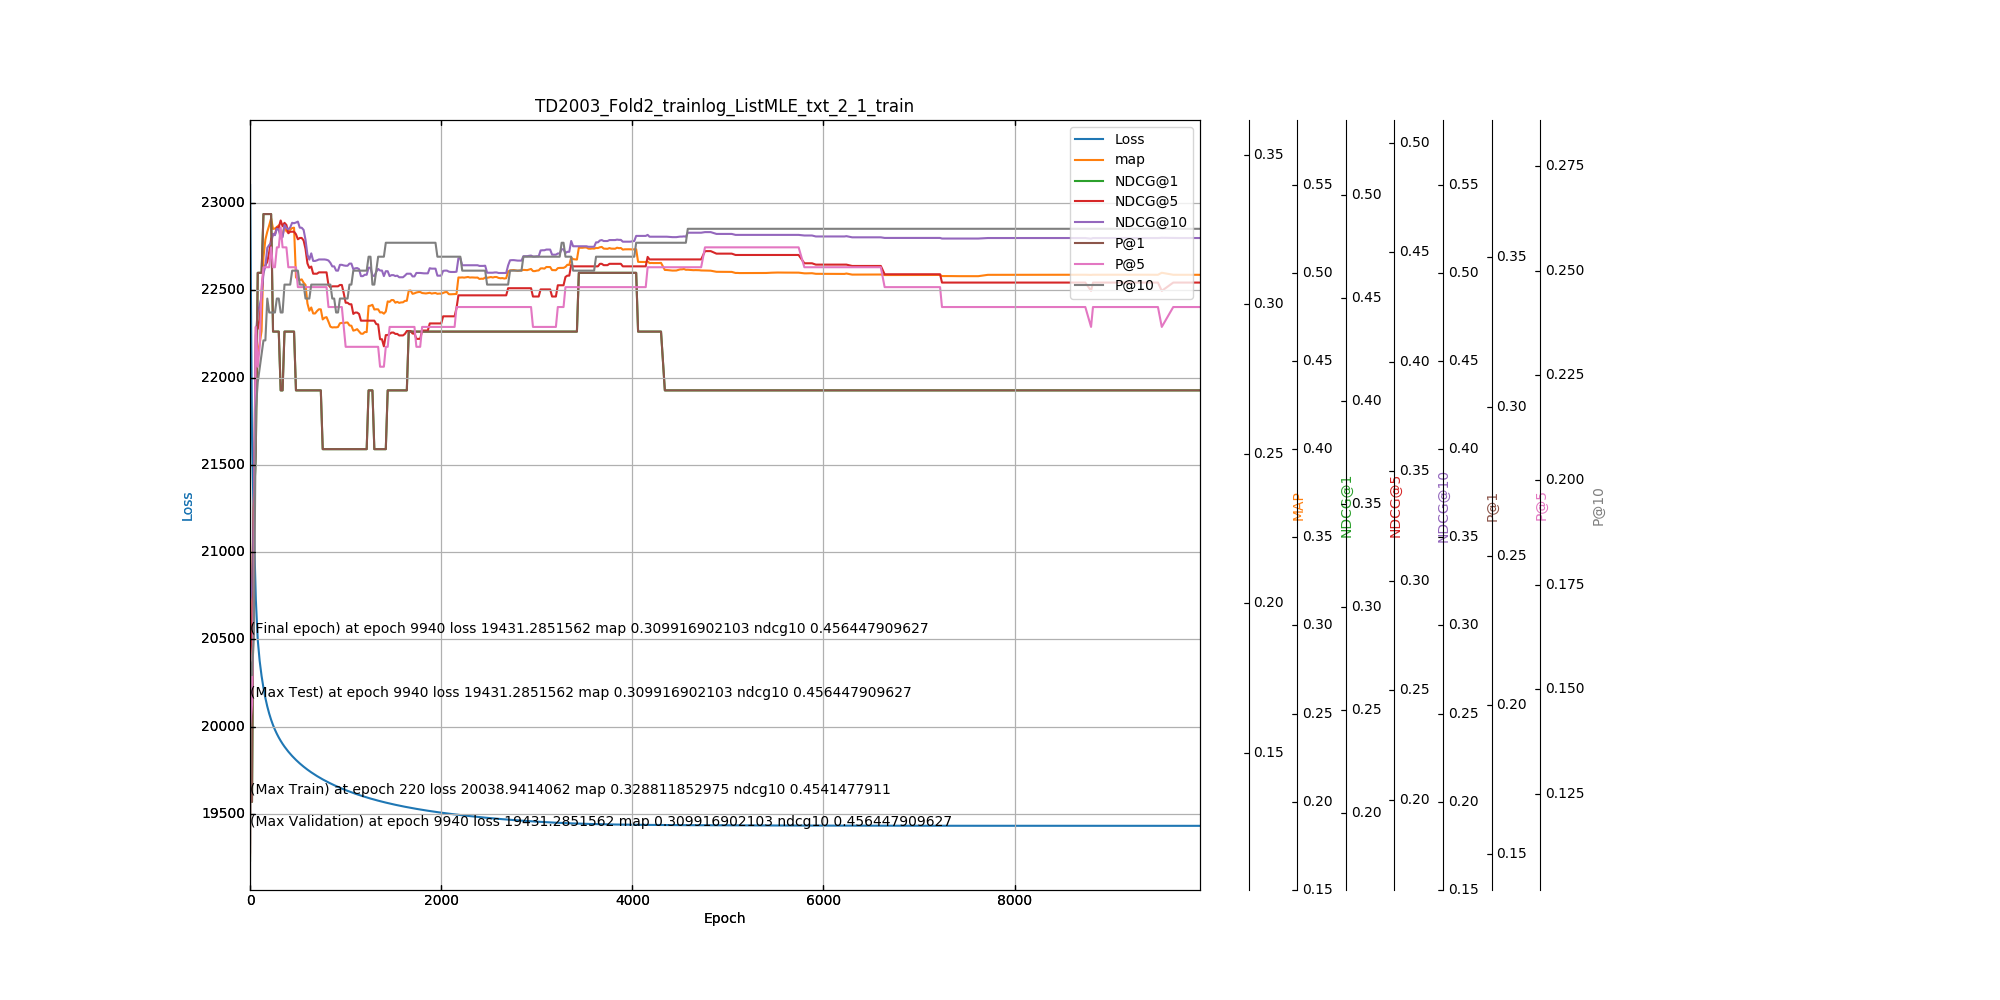 TD2003_Fold2_trainlog_ListMLE_txt_2_1_train
Loss
map
NDCG@1
NDCG@5
NDCG@10
P@1
P@5
P@10
23000
22500
22000
21500
21000
20500
20000
19500
Loss
(Final epoch) at epoch 9940 loss 19431.2851562 map 0.309916902103 ndcg10 0.456447909627
(Max Test) at epoch 9940 loss 19431.2851562 map 0.309916902103 ndcg10 0.456447909627
(Max Train) at epoch 220 loss 20038.9414062 map 0.328811852975 ndcg10 0.4541477911
(Max Validation) at epoch 9940 loss 19431.2851562 map 0.309916902103 ndcg10 0.456447909627
0 2000 4000 6000 8000
Epoch
0.35
0.30
0.25
0.20
0.15
MAP
0.55
0.50
0.45
0.40
0.35
0.30
0.25
0.20
0.15
NDCG@1
0.50
0.45
0.40
0.35
0.30
0.25
0.20
NDCG@5
0.50
0.45
0.40
0.35
0.30
0.25
0.20
NDCG@10
0.55
0.50
0.45
0.40
0.35
0.30
0.25
0.20
0.15
P@1
0.35
0.30
0.25
0.20
0.15
P@5
0.275
0.250
0.225
0.200
0.175
0.150
0.125
P@10